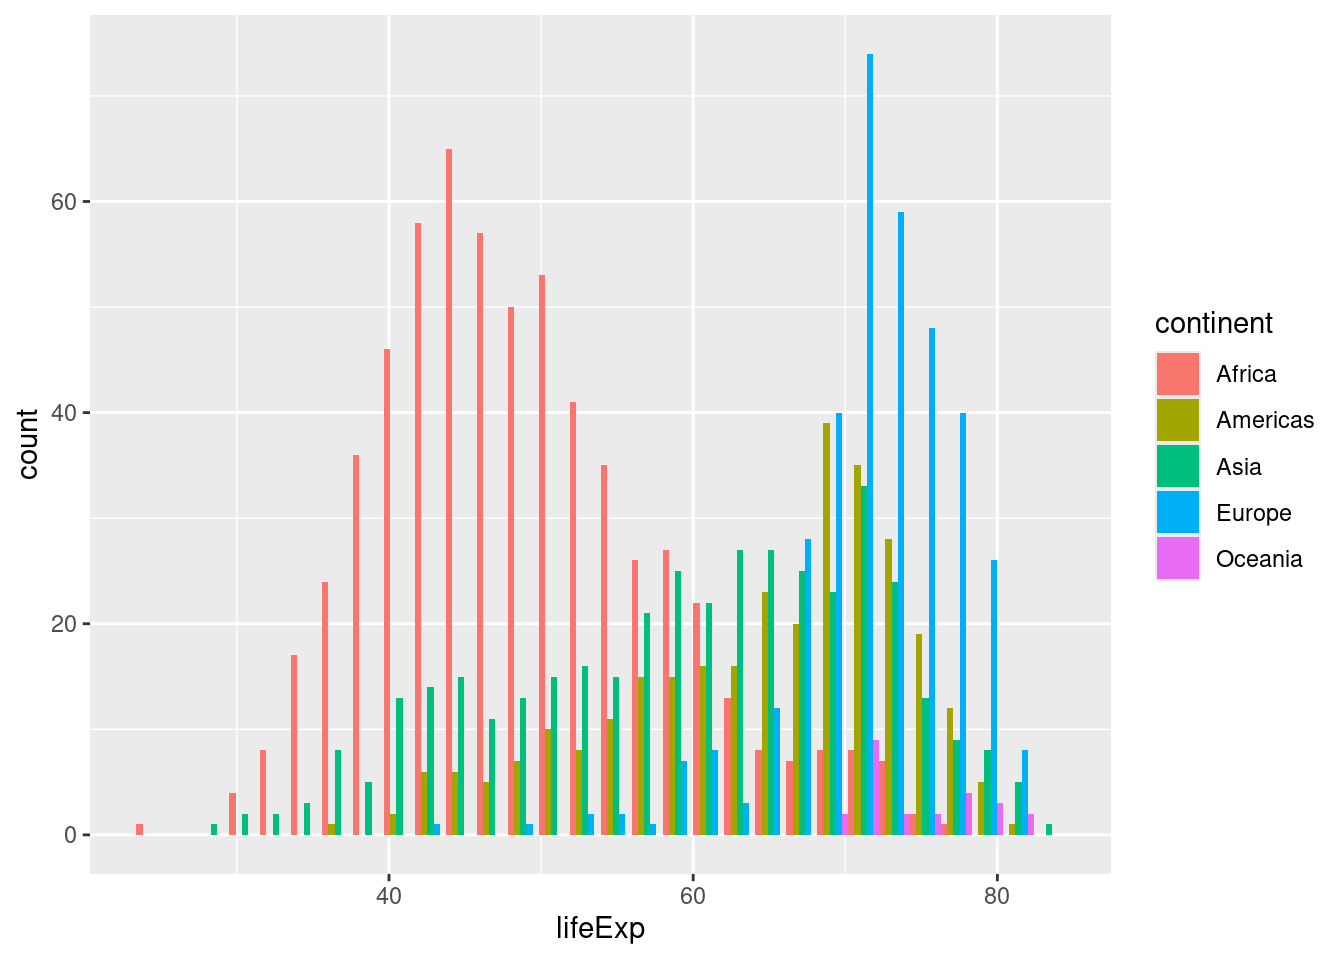 60
40
20
0
count
40 60 80
lifeExp
continent
Africa
Americas
Asia
Europe
Oceania